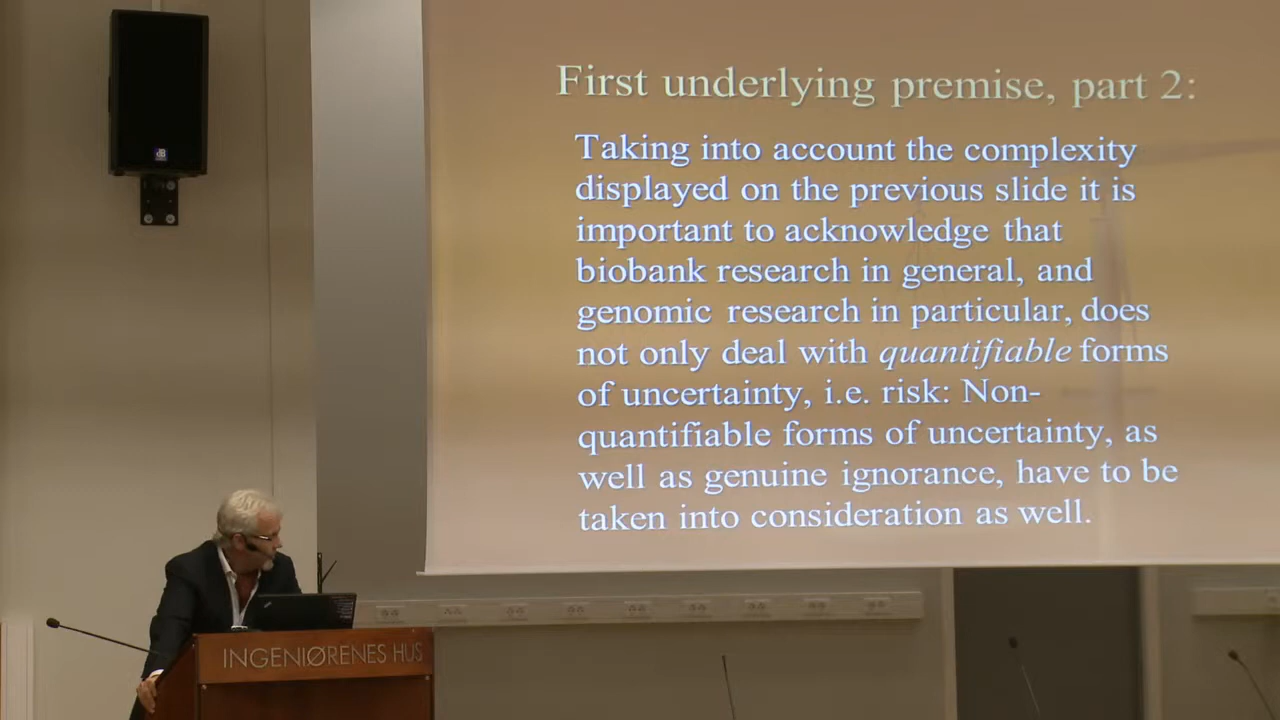 First underlying premise, part 2:
Taking into account the complexity
displayed on the previous slide it is
important to acknowledge that
biobank research in general, and
genomic research in particular, does
not only deal with quantifiable forms
of uncertainty, i.e. risk: Non-
quantifiable forms of uncertainty, as
well as genuine ignorance, have to be
taken into consideration as well.
INGENIØRENES HUS